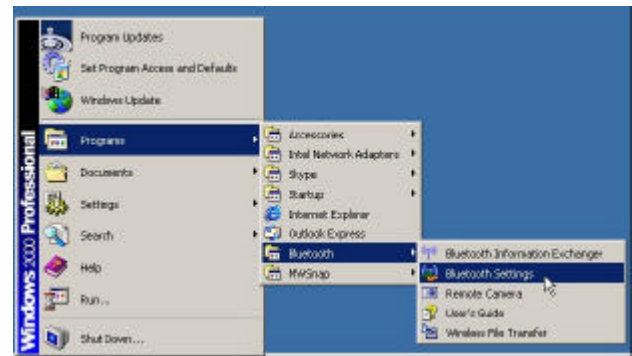 Program Updates
Set Program Access and Defaults
Windows Update
Programs
Documents
Settings
Search
Help
Run...
Shut Down...
Windows 2000 Professional
Accessories
Intel Network Adapters
Skype
Startup
Internet Explorer
Outlook Express
Bluetooth
MWSnap
Bluetooth Information Exchanger
Bluetooth Settings
Remote Camera
User's Guide
Wireless File Transfer